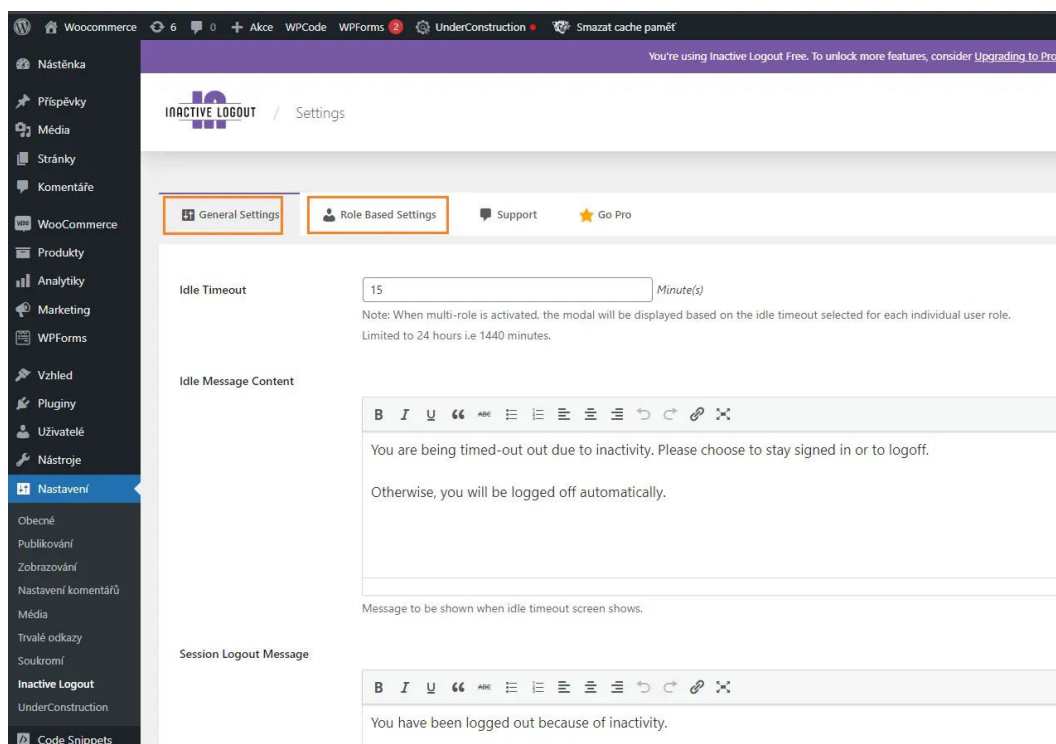 Woocommerce 6 0 + Akce WPCode WPForms 2 UnderConstruction Smazat cache paměť
You're using Inactive Logout Free. To unlock more features, consider Upgrading to Pro
Nástěnka
Příspěvky
Média
Stránky
Komentáře
WooCommerce
Produkty
Analytiky
Marketing
WPForms
Vzhled
Pluginy
Uživatelé
Nástroje
Nastavení
Obecné
Publikování
Zobrazování
Nastavení komentářů
Média
Trvalé odkazy
Soukromí
Inactive Logout
UnderConstruction
Code Snippets
INACTIVE LOGOUT / Settings
General Settings Role Based Settings Support Go Pro
Idle Timeout 15 Minute(s)
Note: When multi-role is activated, the modal will be displayed based on the idle timeout selected for each individual user role.
Limited to 24 hours i.e 1440 minutes.
Idle Message Content
B I U ABC
You are being timed-out out due to inactivity. Please choose to stay signed in or to logoff.
Otherwise, you will be logged off automatically.
Message to be shown when idle timeout screen shows.
Session Logout Message
B I U ABC
You have been logged out because of inactivity.